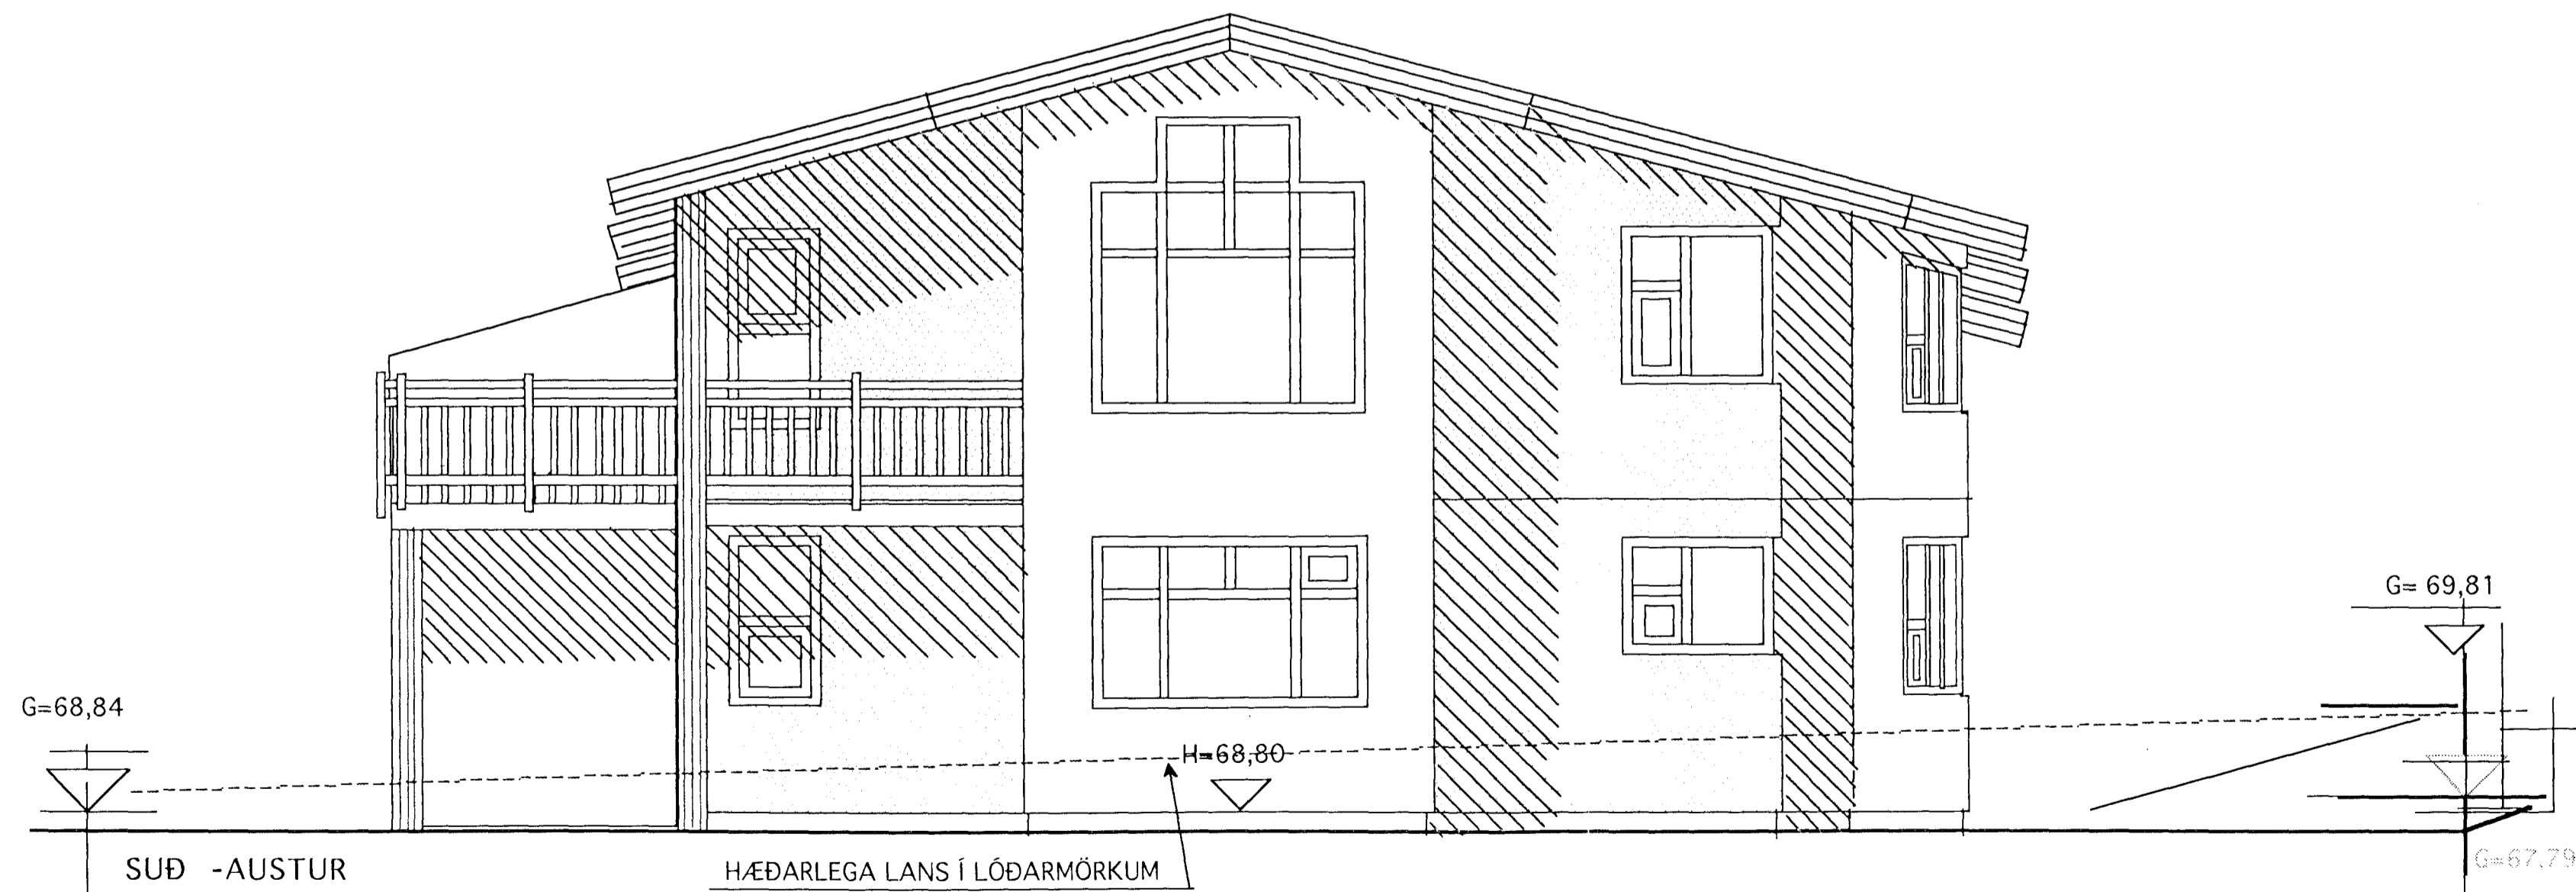 G= 69,81
G=68,84
H=68,80
G=67,79
SUÐ -AUSTUR
HÆÐARLEGA LANS Í LÓÐARMÖRKUM